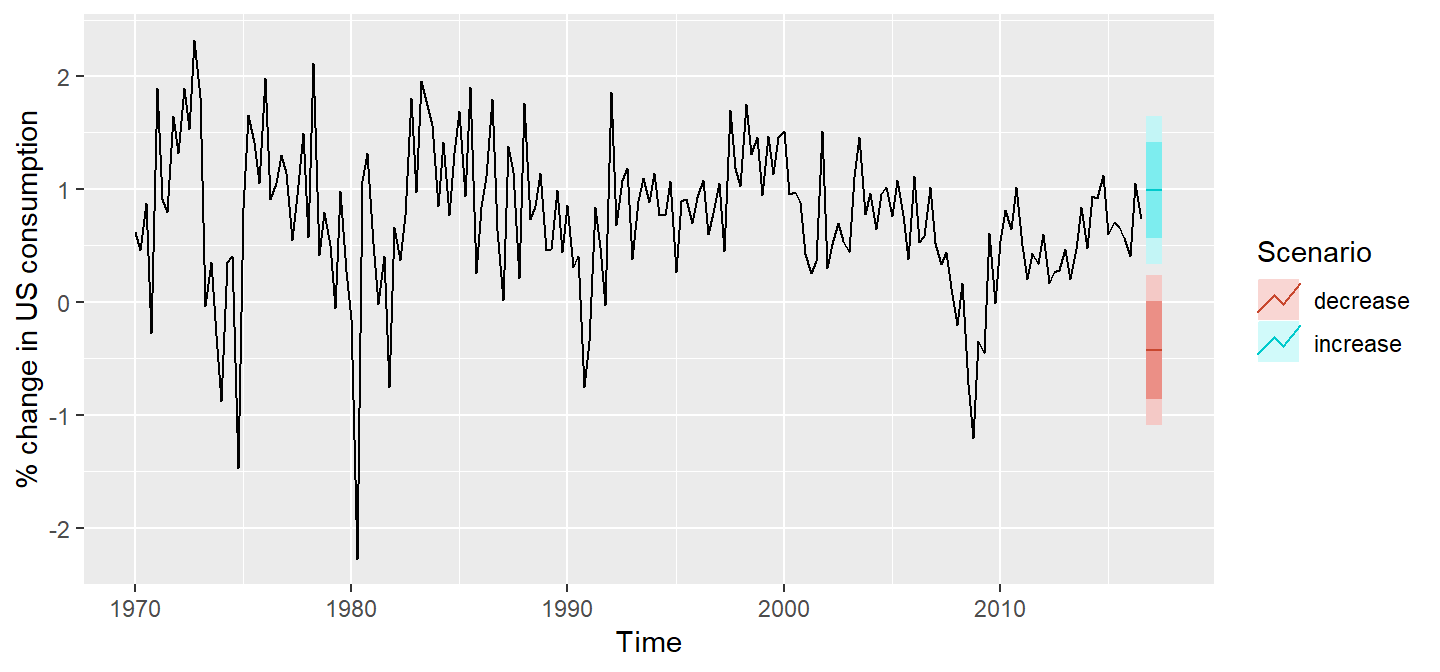 % change in US consumption
2
1
0
-1
-2
1970
1980
1990
2000
2010
Time
Scenario
decrease
increase